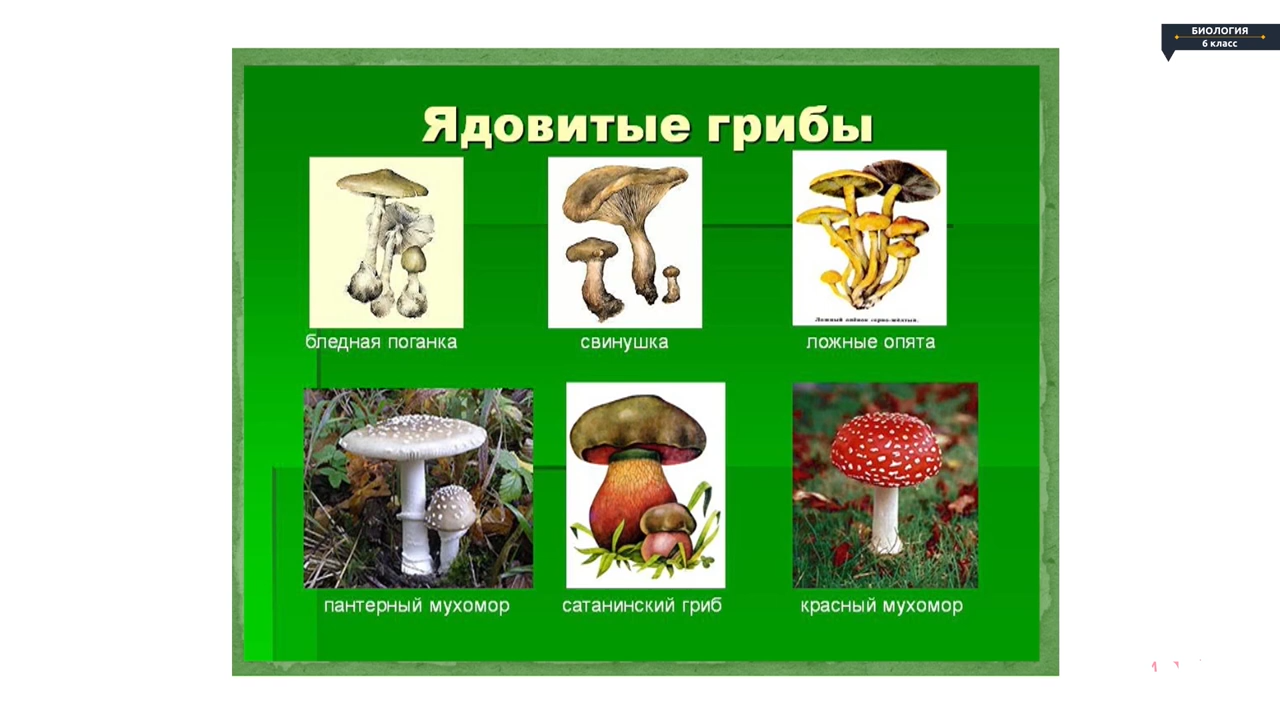 БИОЛОГИЯ
6 класс
Ядовитые грибы
бледная поганка
свинушка
ложные опята
пантерный мухомор
сатанинский гриб
красный мухомор